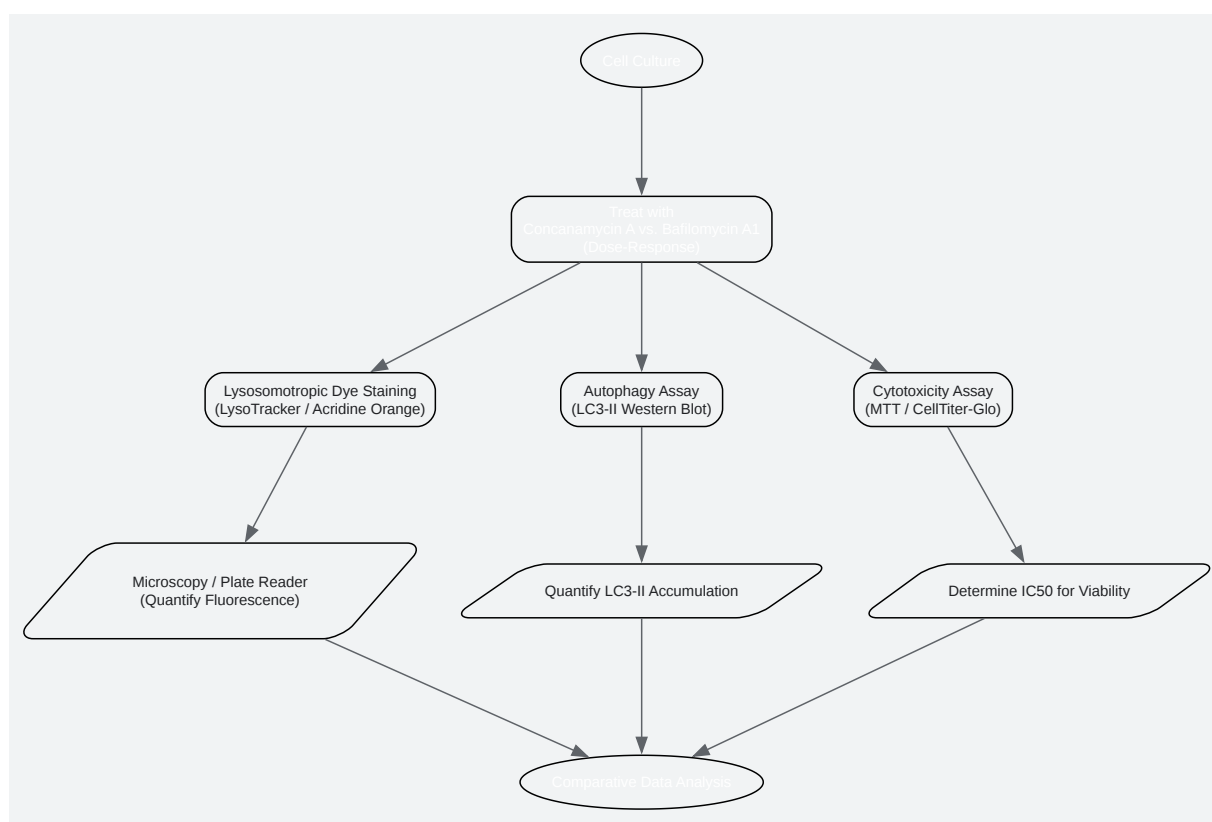 Cell Culture
Treat with
Concanamycin A vs. Bafilomycin A1
(Dose-Response)
Lysosomotropic Dye Staining
(LysoTracker / Acridine Orange)
Autophagy Assay
(LC3-II Western Blot)
Cytotoxicity Assay
(MTT / CellTiter-Glo)
Microscopy / Plate Reader
(Quantify Fluorescence)
Quantify LC3-II Accumulation
Determine IC50 for Viability
Comparative Data Analysis